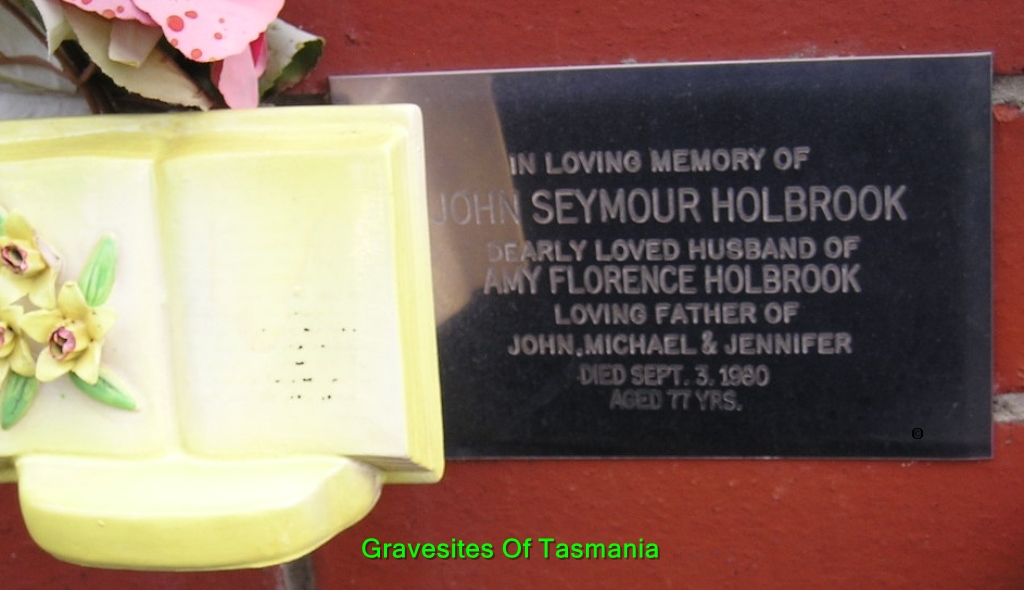 IN LOVING MEMORY OF
JOHN SEYMOUR HOLBROOK
DEARLY LOVED HUSBAND OF
AMY FLORENCE HOLBROOK
LOVING FATHER OF
JOHN, MICHAEL & JENNIFER
DIED SEPT. 3, 1980
AGED 77 YRS.
©
Gravesites Of Tasmania